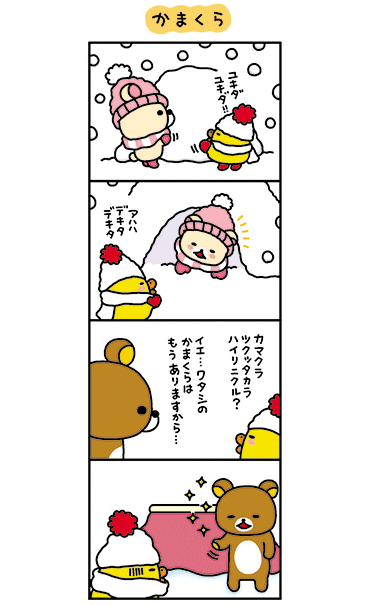 かまくら
ユキダ
ユキダ!!
アハハ
デキタ
デキタ
カマクラ
ツクッタカラ
ハイリニクル?
イエ…ワタシの
かまくらは
もう ありますから…